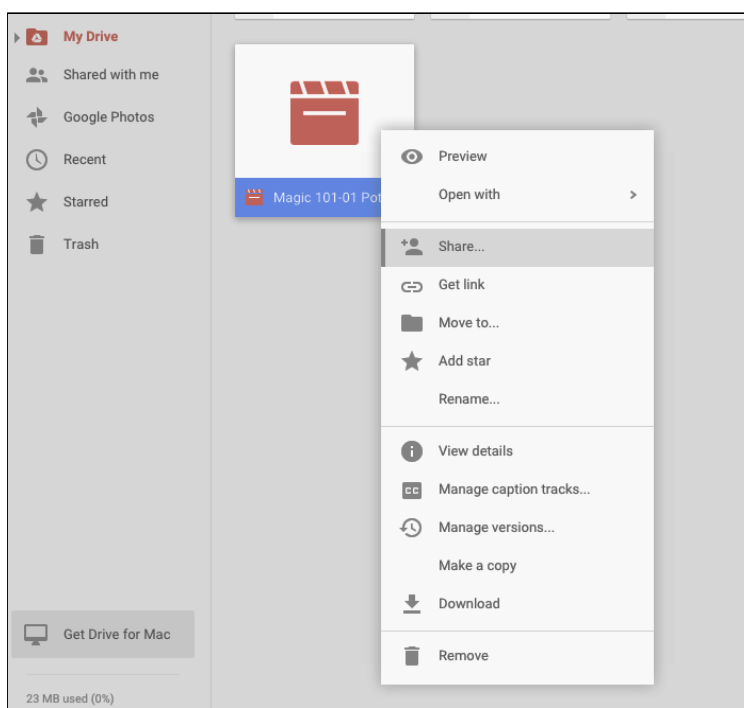 My Drive
Shared with me
Google Photos
Recent
Starred
Trash
Get Drive for Mac
23 MB used (0%)
Magic 101-01 Pot
Preview
Open with
Share...
Get link
Move to...
Add star
Rename...
View details
CC
Manage caption tracks...
Manage versions...
Make a copy
Download
Remove